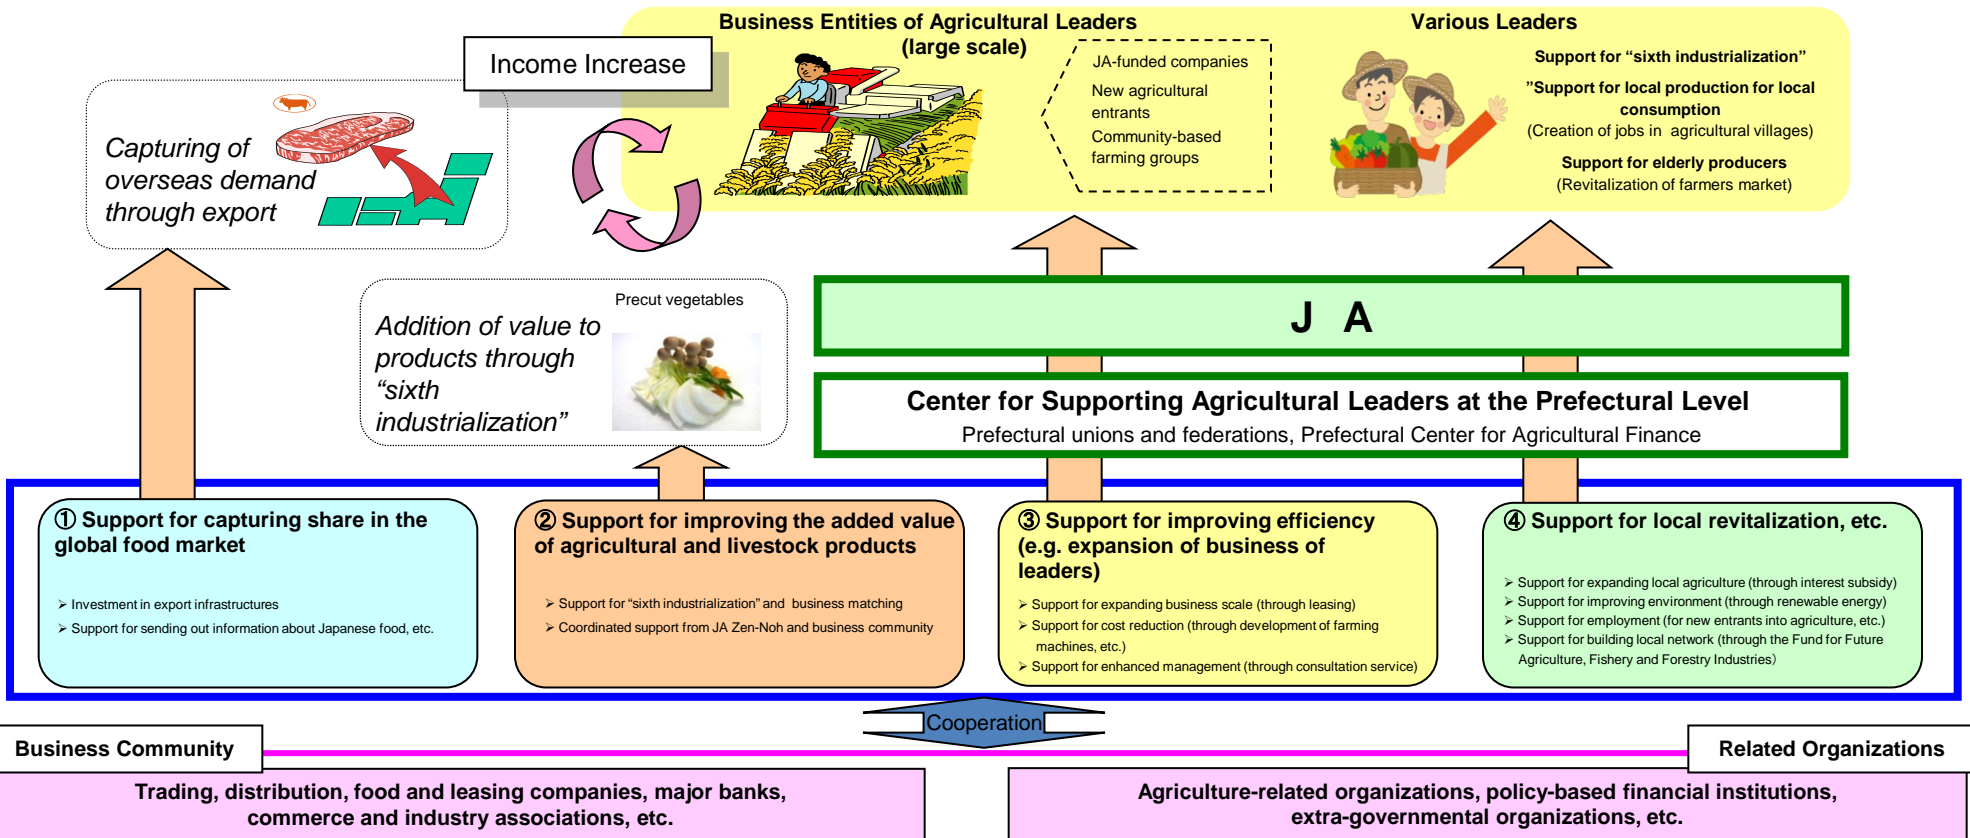 Business Entities of Agricultural Leaders
(large scale)
Various Leaders
Income Increase
JA-funded companies
New agricultural
entrants
Community-based
farming groups
Support for “sixth industrialization”
”Support for local production for local
consumption
(Creation of jobs in agricultural villages)
Support for elderly producers
(Revitalization of farmers market)
Capturing of
overseas demand
through export
Precut vegetables
Addition of value to
products through
“sixth
industrialization”
J A
Center for Supporting Agricultural Leaders at the Prefectural Level
Prefectural unions and federations, Prefectural Center for Agricultural Finance
① Support for capturing share in the
global food market
➢ Investment in export infrastructures
➢ Support for sending out information about Japanese food, etc.
② Support for improving the added value
of agricultural and livestock products
➢ Support for “sixth industrialization” and business matching
➢ Coordinated support from JA Zen-Noh and business community
③ Support for improving efficiency
(e.g. expansion of business of
leaders)
➢ Support for expanding business scale (through leasing)
➢ Support for cost reduction (through development of farming
machines, etc.)
➢ Support for enhanced management (through consultation service)
④ Support for local revitalization, etc.
➢ Support for expanding local agriculture (through interest subsidy)
➢ Support for improving environment (through renewable energy)
➢ Support for employment (for new entrants into agriculture, etc.)
➢ Support for building local network (through the Fund for Future
Agriculture, Fishery and Forestry Industries）
Cooperation
Business Community
Related Organizations
Trading, distribution, food and leasing companies, major banks,
commerce and industry associations, etc.
Agriculture-related organizations, policy-based financial institutions,
extra-governmental organizations, etc.